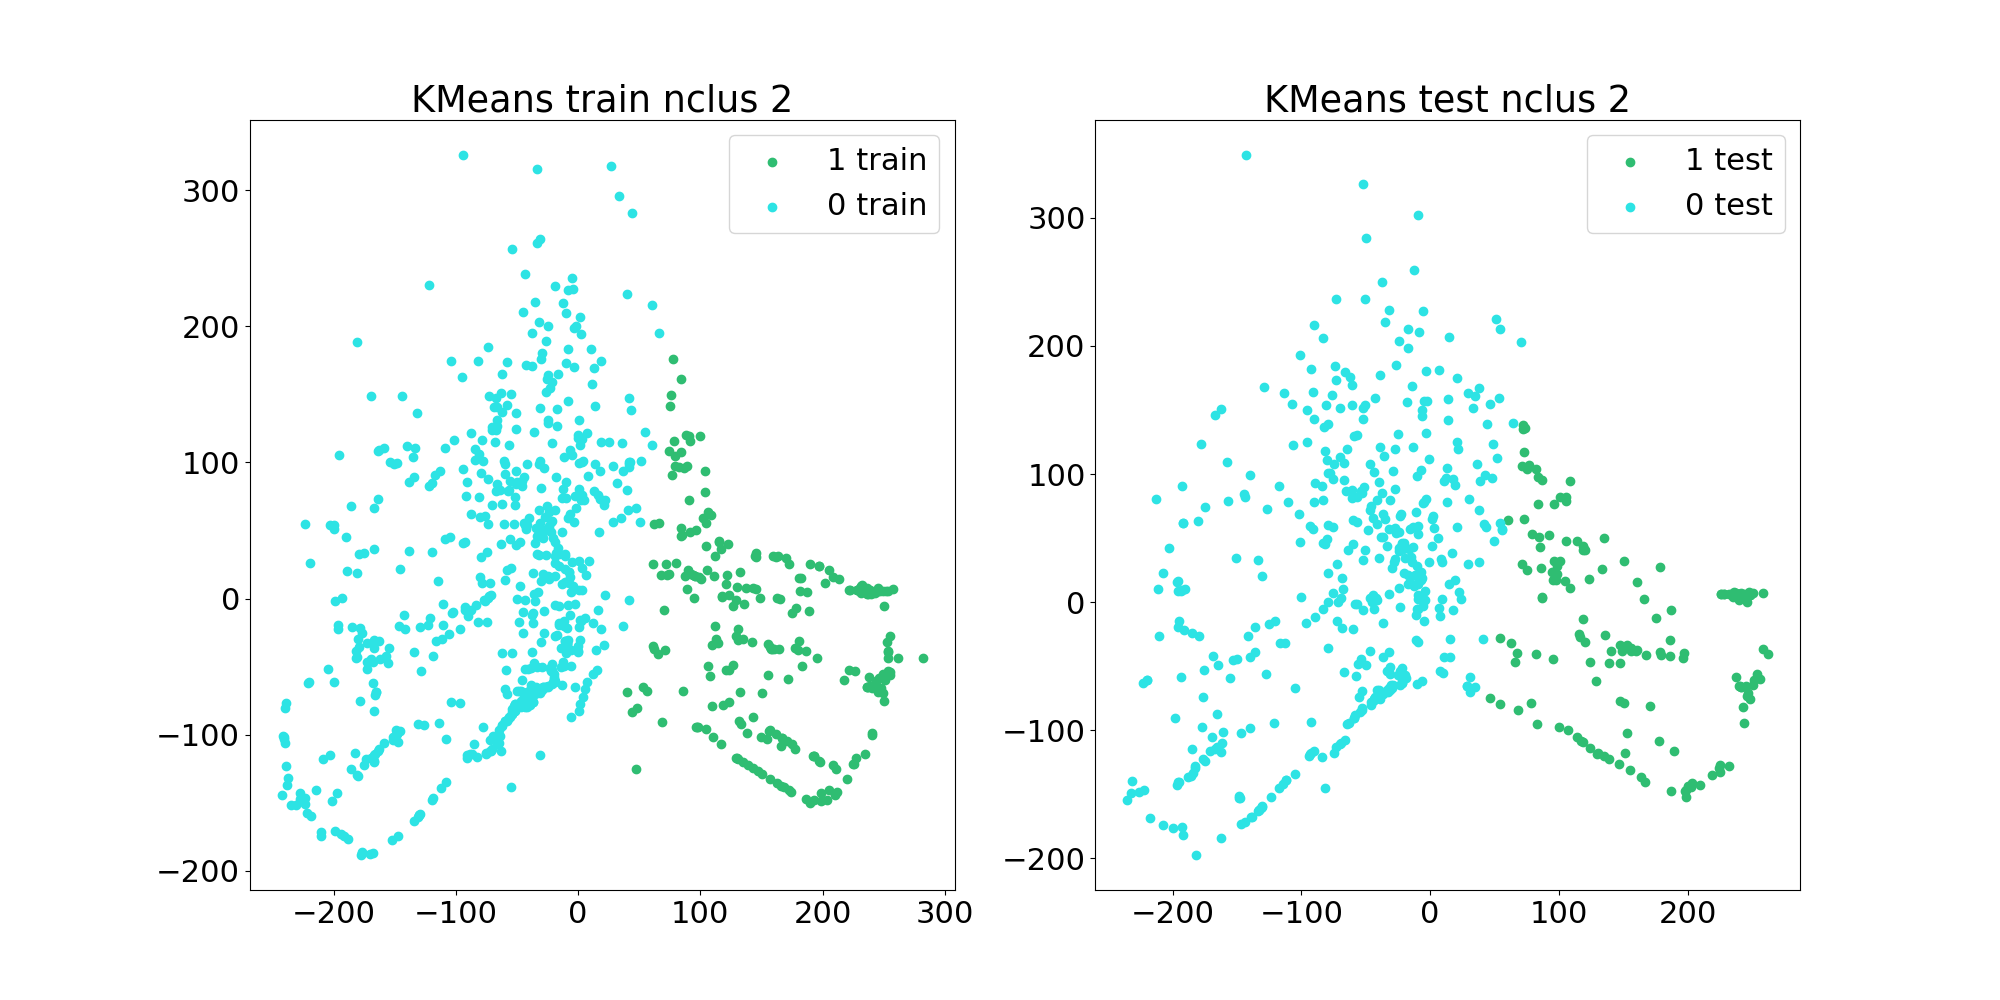 KMeans train nclus 2
1 train
0 train
300
200
100
0
−100
−200
−200 −100 0 100 200 300
KMeans test nclus 2
1 test
0 test
300
200
100
0
−100
−200
−200 −100 0 100 200